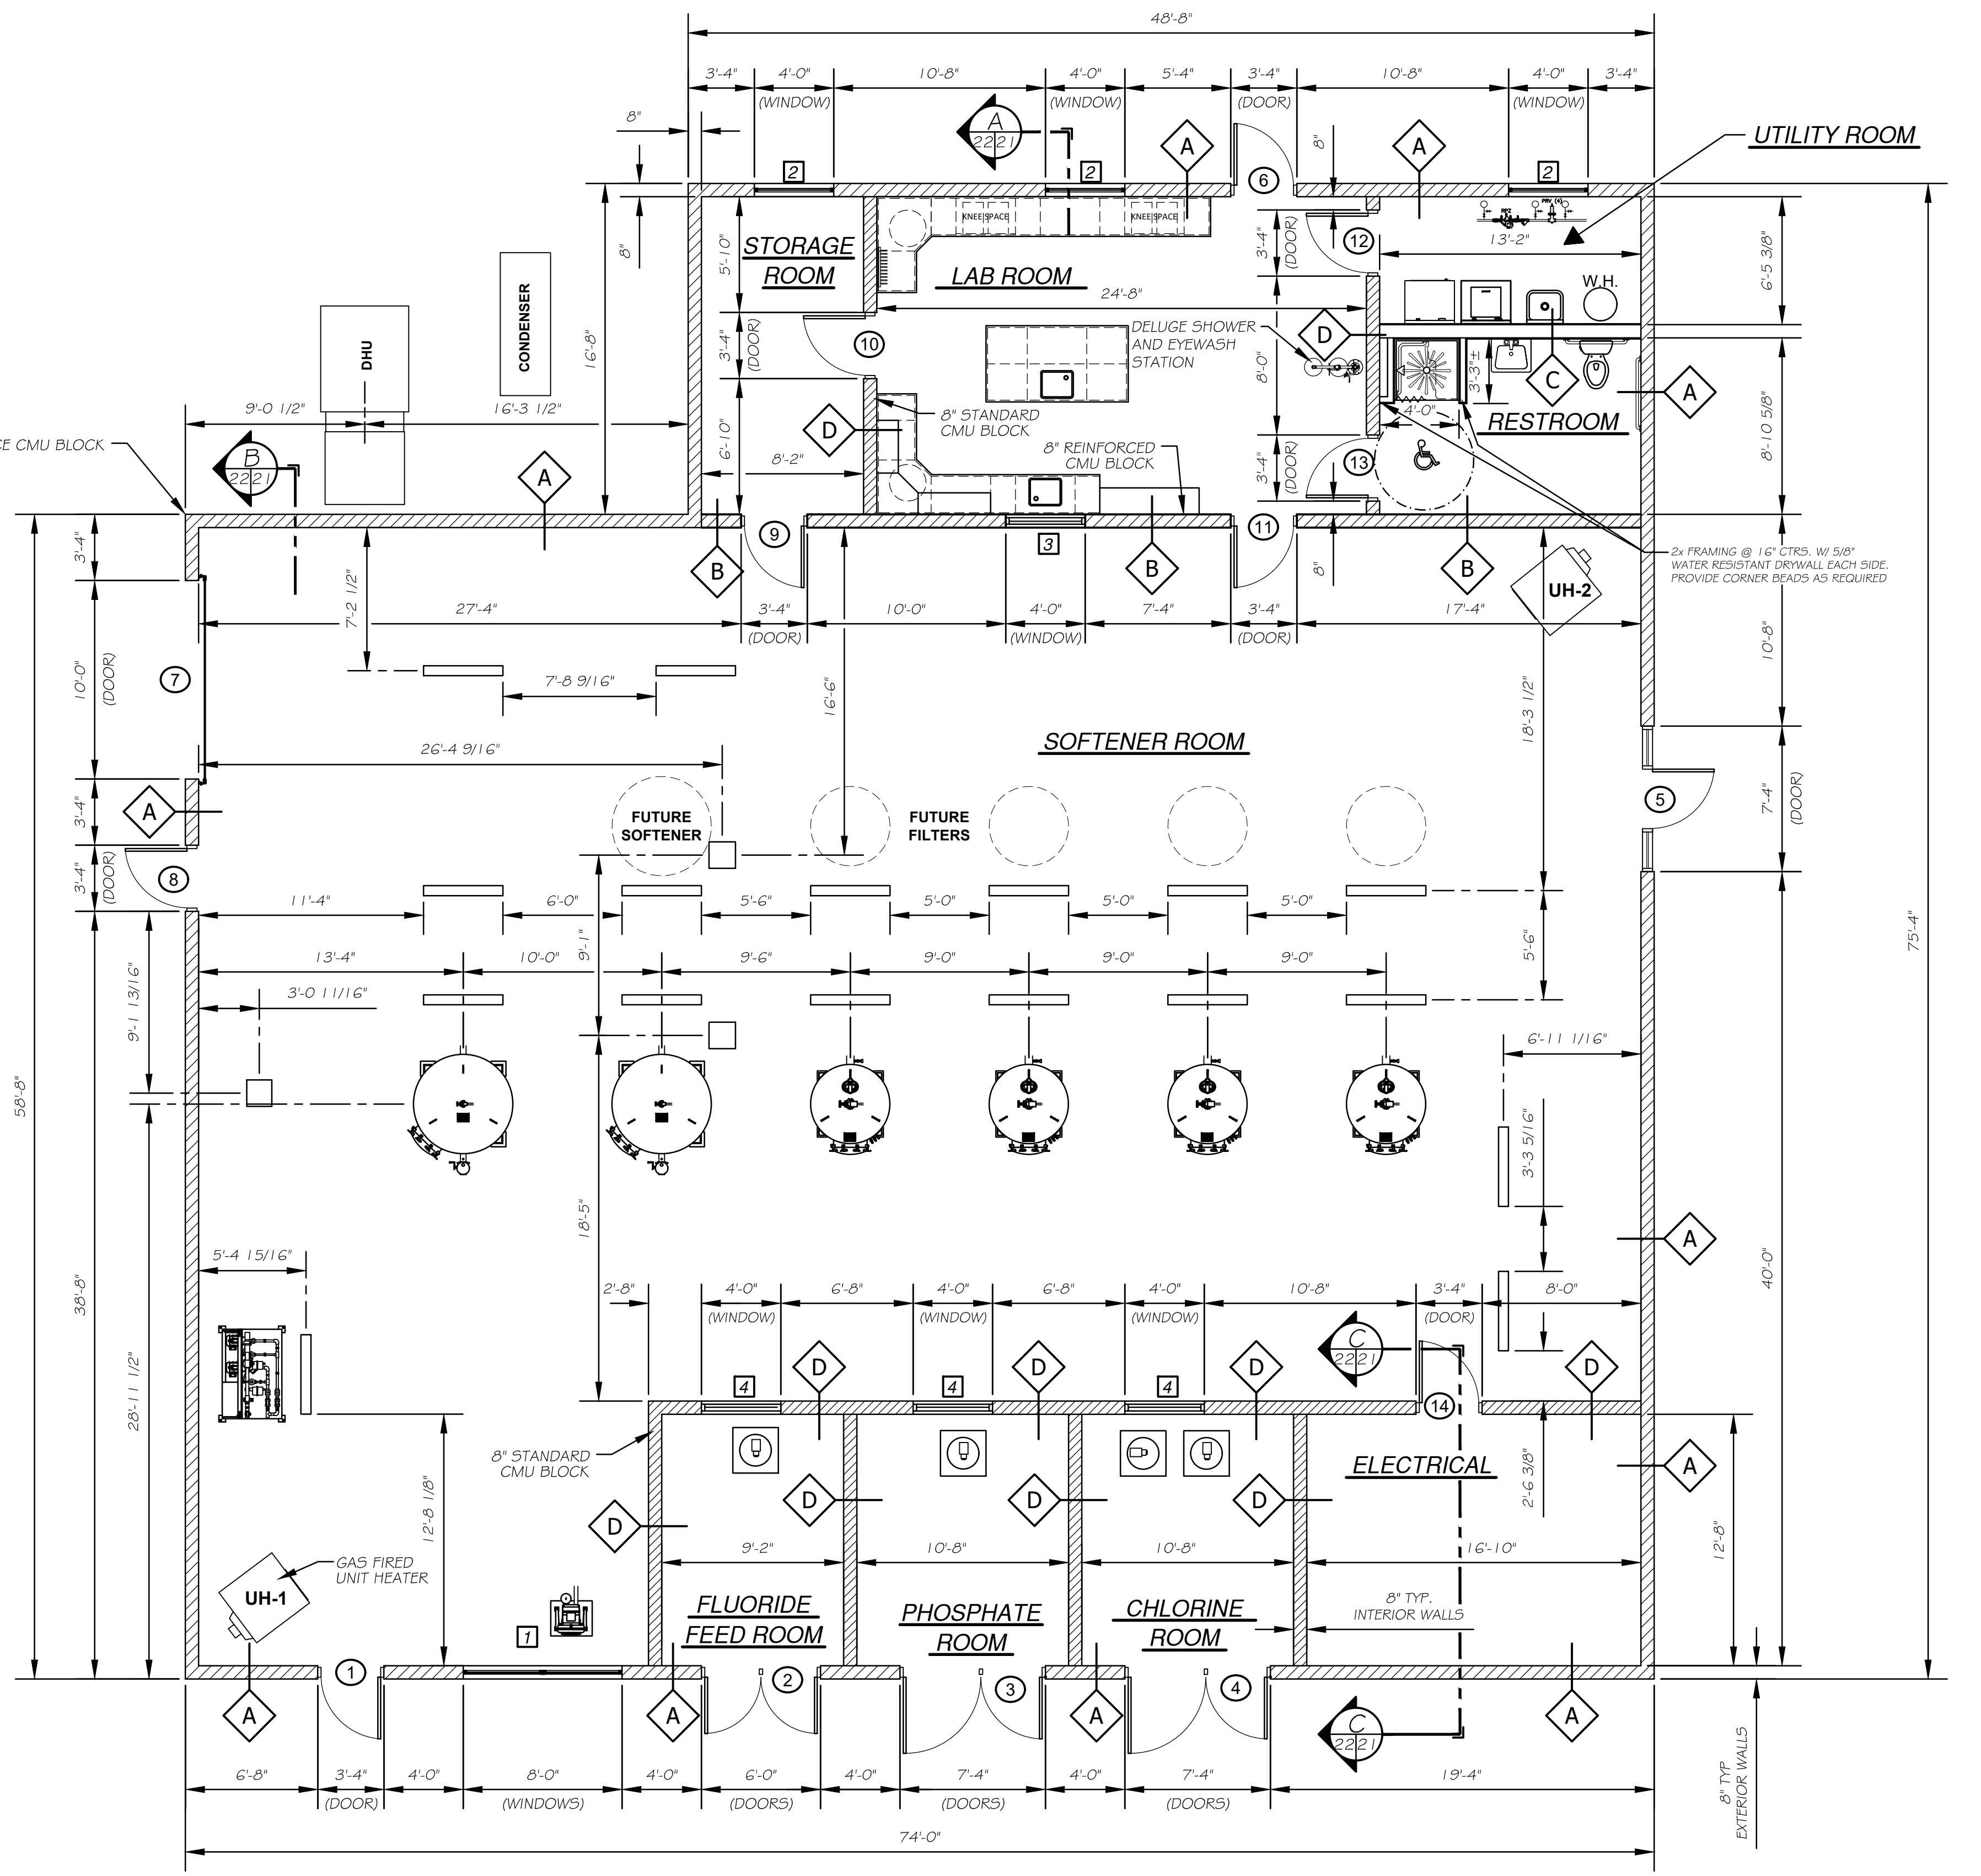 48'-8"
3'-4" 4'-0" 10'-8" 4'-0" 5'-4" 3'-4" 10'-8" 4'-0" 3'-4"
(WINDOW) (WINDOW) (DOOR) (WINDOW)
8"
A
2221
A
A
8"
UTILITY ROOM
2 2 6 2
8"
KNEE SPACE KNEE SPACE
RPZ PRV (4)
STORAGE
ROOM
5'-10"
LAB ROOM
3'-4"
(DOOR)
12
13'-2"
6'-5 3/8"
24'-8"
W.H.
CONDENSER
DHU
16'-8"
3'-4"
(DOOR)
10
DELUGE SHOWER
AND EYEWASH
STATION
D
8'-0"
3'-3"±
C
A
9'-0 1/2" 16'-3 1/2"
8" STANDARD
CMU BLOCK
4'-0"
RESTROOM
8'-10 5/8"
CE CMU BLOCK
D
6'-10"
8" REINFORCED
CMU BLOCK
B
2221
A
8'-2"
3'-4"
(DOOR)
13
3'-4"
9
3
11
8"
B B B
2x FRAMING @ 16" CTRS. W/ 5/8"
WATER RESISTANT DRYWALL EACH SIDE.
PROVIDE CORNER BEADS AS REQUIRED
UH-2
7'-2 1/2"
27'-4" 3'-4" 10'-0" 4'-0" 7'-4" 3'-4" 17'-4"
(DOOR) (WINDOW) (DOOR)
10'-8"
10'-0"
(DOOR)
7
7'-8 9/16"
16'-6"
18'-3 1/2"
26'-4 9/16"
SOFTENER ROOM
3'-4"
A
5
7'-4"
(DOOR)
FUTURE
SOFTENER
FUTURE
FILTERS
3'-4"
(DOOR)
8
11'-4" 6'-0" 5'-6" 5'-0" 5'-0" 5'-0"
9'-1"
5'-6"
75'-4"
13'-4" 10'-0" 9'-6" 9'-0" 9'-0" 9'-0"
9'-1 13/16"
3'-0 11/16"
6'-11 1/16"
58'-8"
3'-3 5/16"
18'-5"
A
38'-8"
5'-4 15/16"
40'-0"
2'-8" 4'-0" 6'-8" 4'-0" 6'-8" 4'-0" 10'-8" 3'-4" 8'-0"
(WINDOW) (WINDOW) (WINDOW) (DOOR)
C
2221
28'-11 1/2"
D D D D
4 4 4
14
8" STANDARD
CMU BLOCK
ELECTRICAL
A
12'-8 1/8"
D D D D
2'-6 3/8"
9'-2" 10'-8" 10'-8" 16'-10"
12'-8"
GAS FIRED
UNIT HEATER
UH-1
FLUORIDE
FEED ROOM
PHOSPHATE
ROOM
CHLORINE
ROOM
8" TYP.
INTERIOR WALLS
1
1 2 3 4
A A A A
C
2221
6'-8" 3'-4" 4'-0" 8'-0" 4'-0" 6'-0" 4'-0" 7'-4" 4'-0" 7'-4" 19'-4"
(DOOR) (WINDOWS) (DOORS) (DOORS) (DOORS)
8" TYP
EXTERIOR WALLS
74'-0"